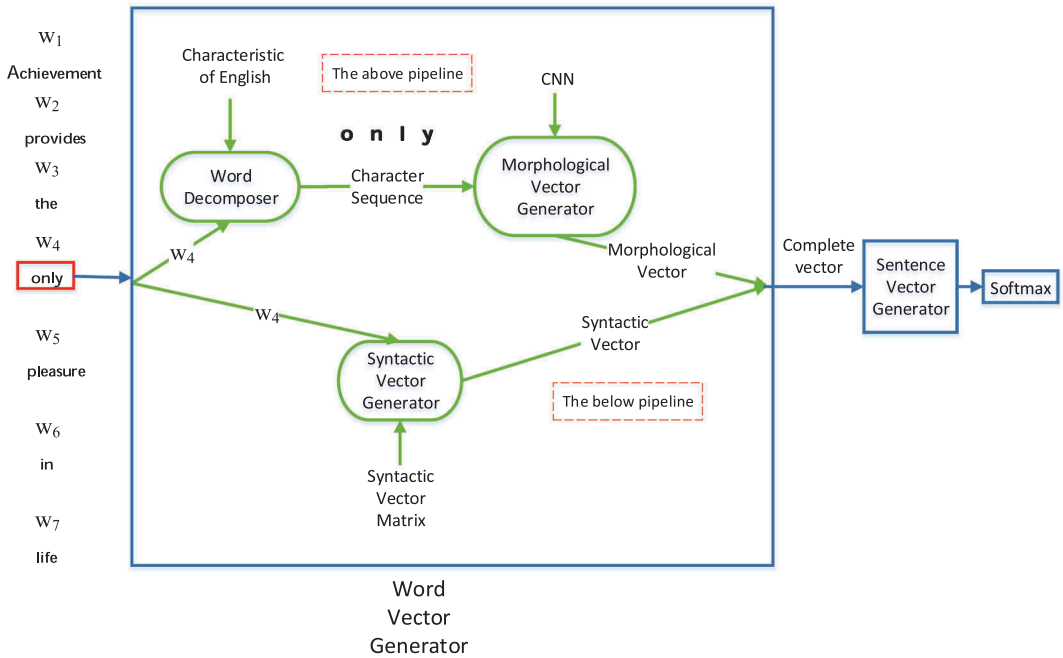 W1
Achievement
W2
provides
W3
the
W4
only
W5
pleasure
W6
in
W7
life
Characteristic
of English
The above pipeline
CNN
o n l y
Word
Decomposer
Character
Sequence
Morphological
Vector
Generator
W4
Morphological
Vector
W4
Syntactic
Vector
Generator
Syntactic
Vector
The below pipeline
Syntactic
Vector
Matrix
Complete
vector
Sentence
Vector
Generator
Softmax
Word
Vector
Generator